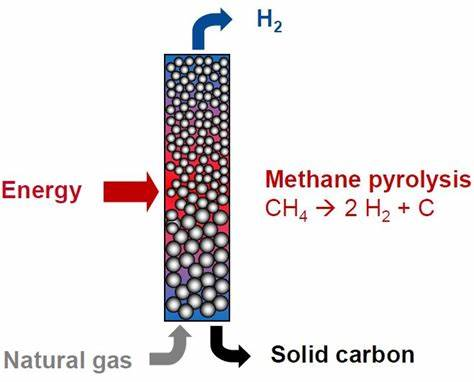 H₂
Energy
Methane pyrolysis
CH₄ → 2 H₂ + C
Natural gas
Solid carbon